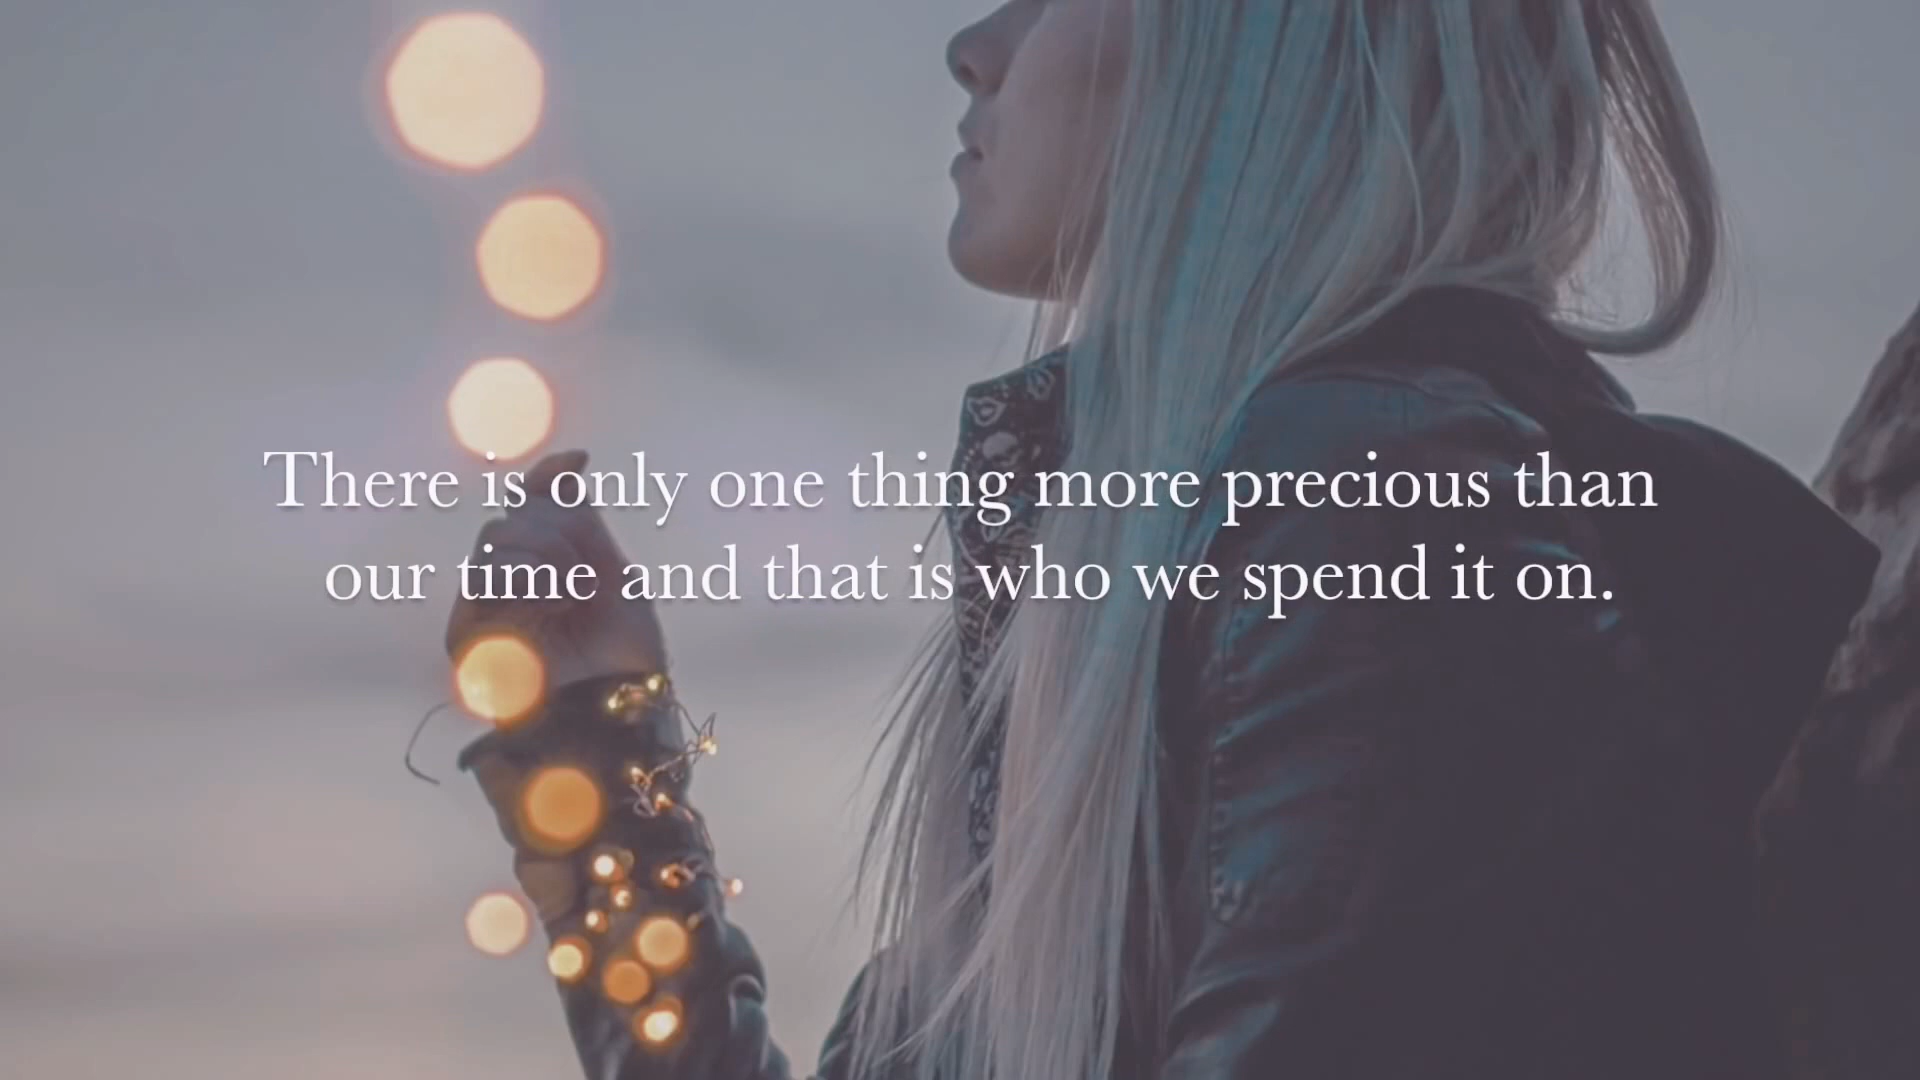 There is only one thing more precious than
our time and that is who we spend it on.